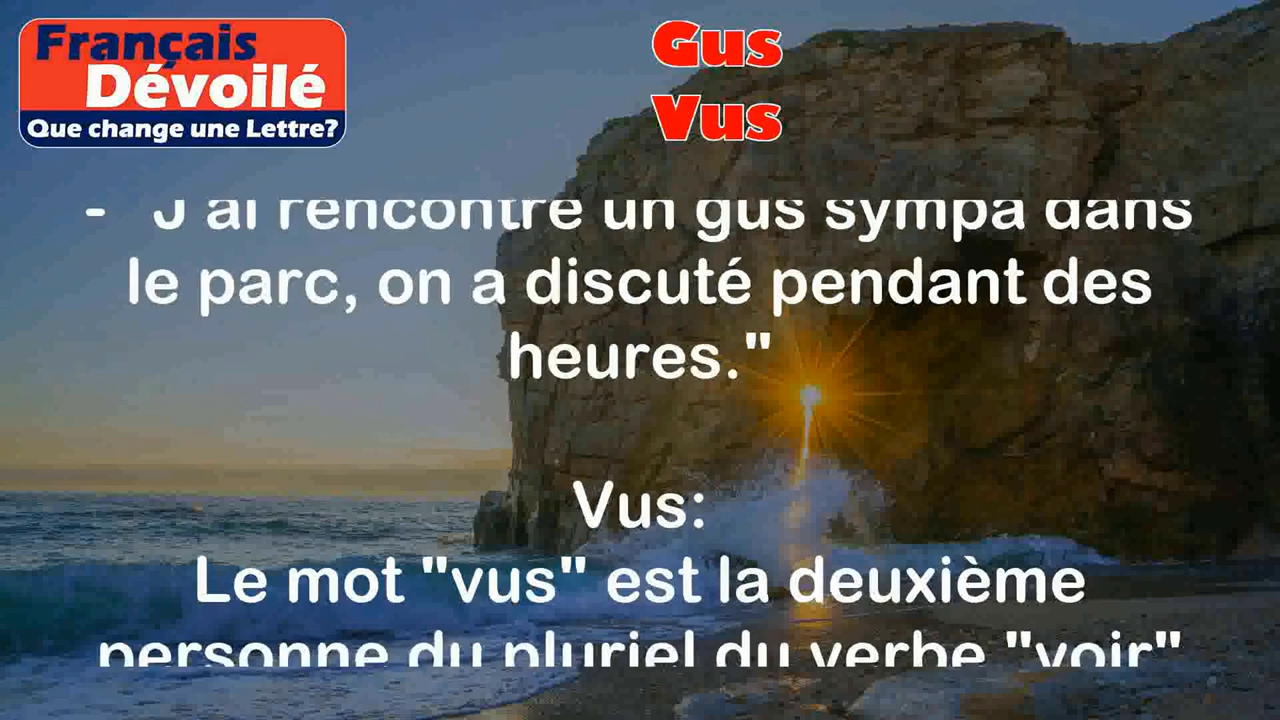 Français
Dévoilé
Que change une Lettre?
Gus
Vus
- J'ai rencontré un gus sympa dans
le parc, on a discuté pendant des
heures."
Vus:
Le mot "vus" est la deuxième
personne du pluriel du verbe "voir"